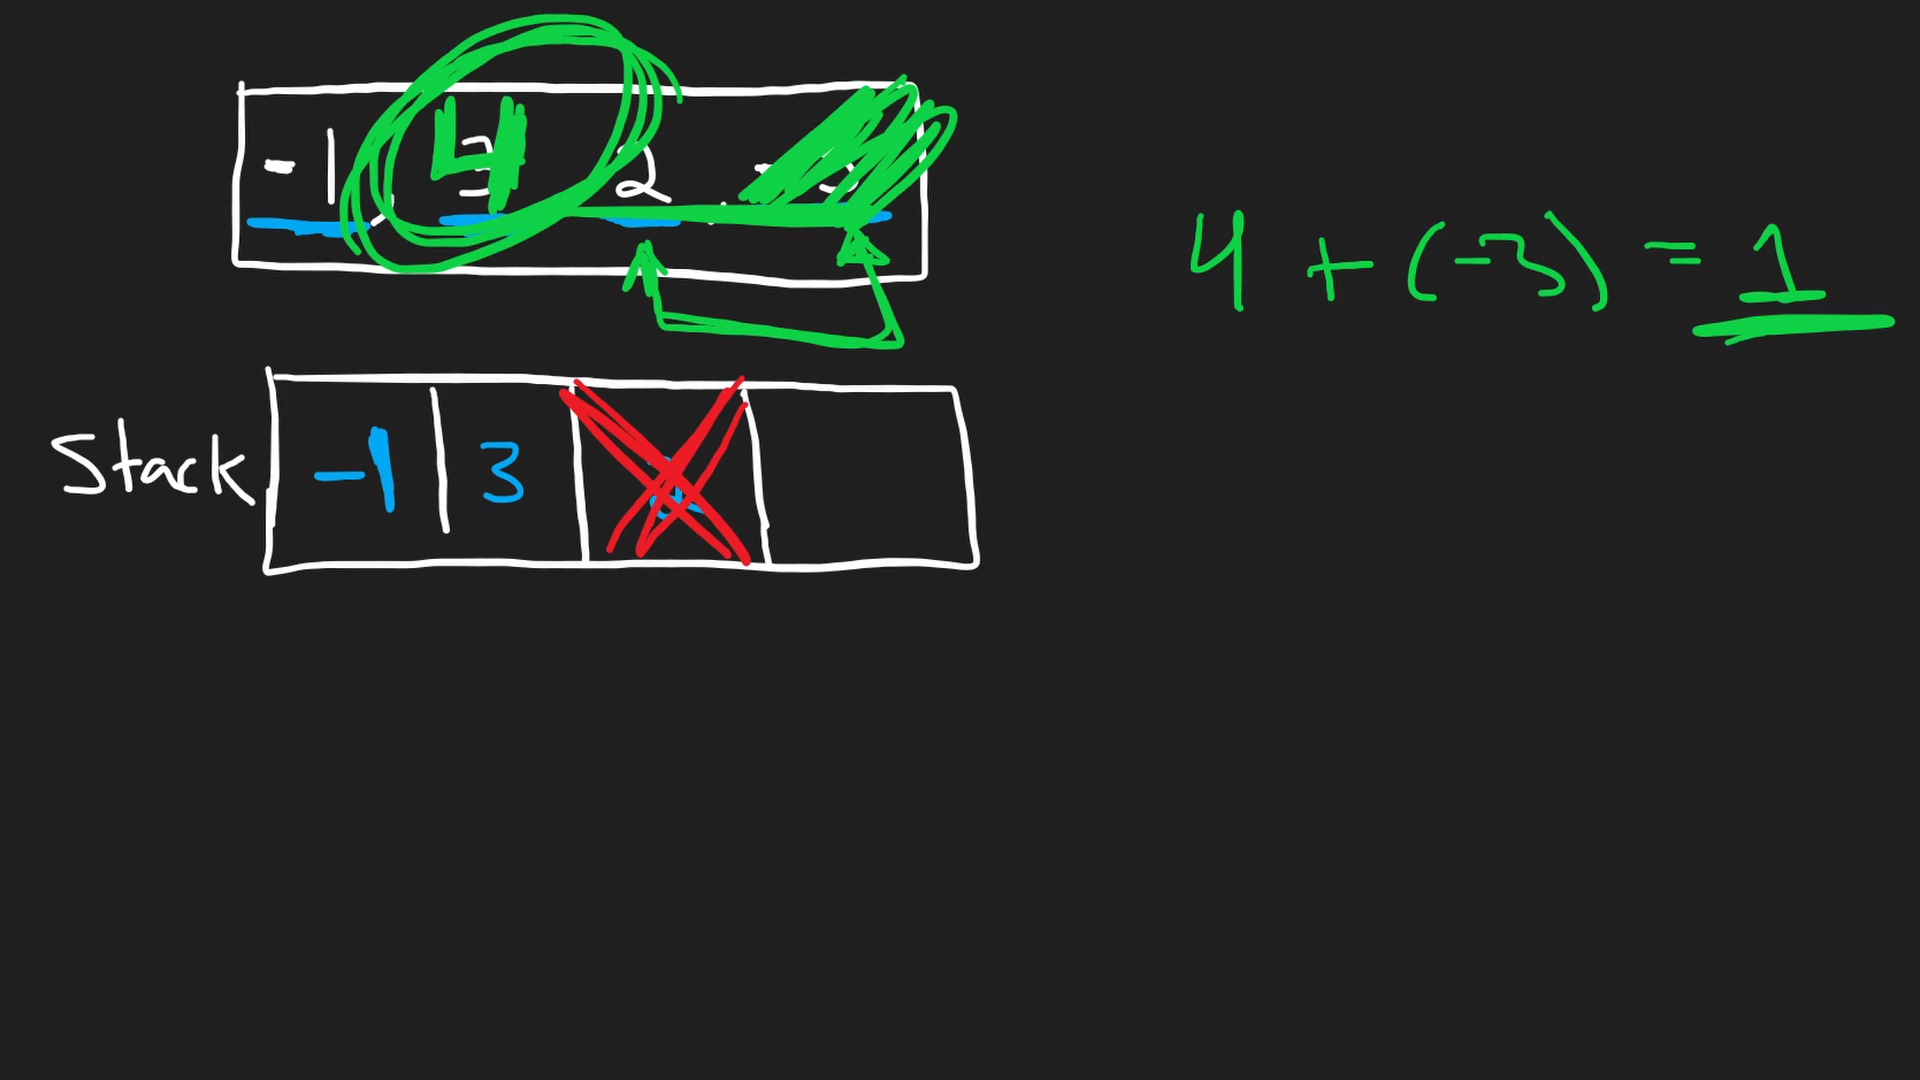 -1, 4 2, -
4 + (-3) = 1
Stack -1 3